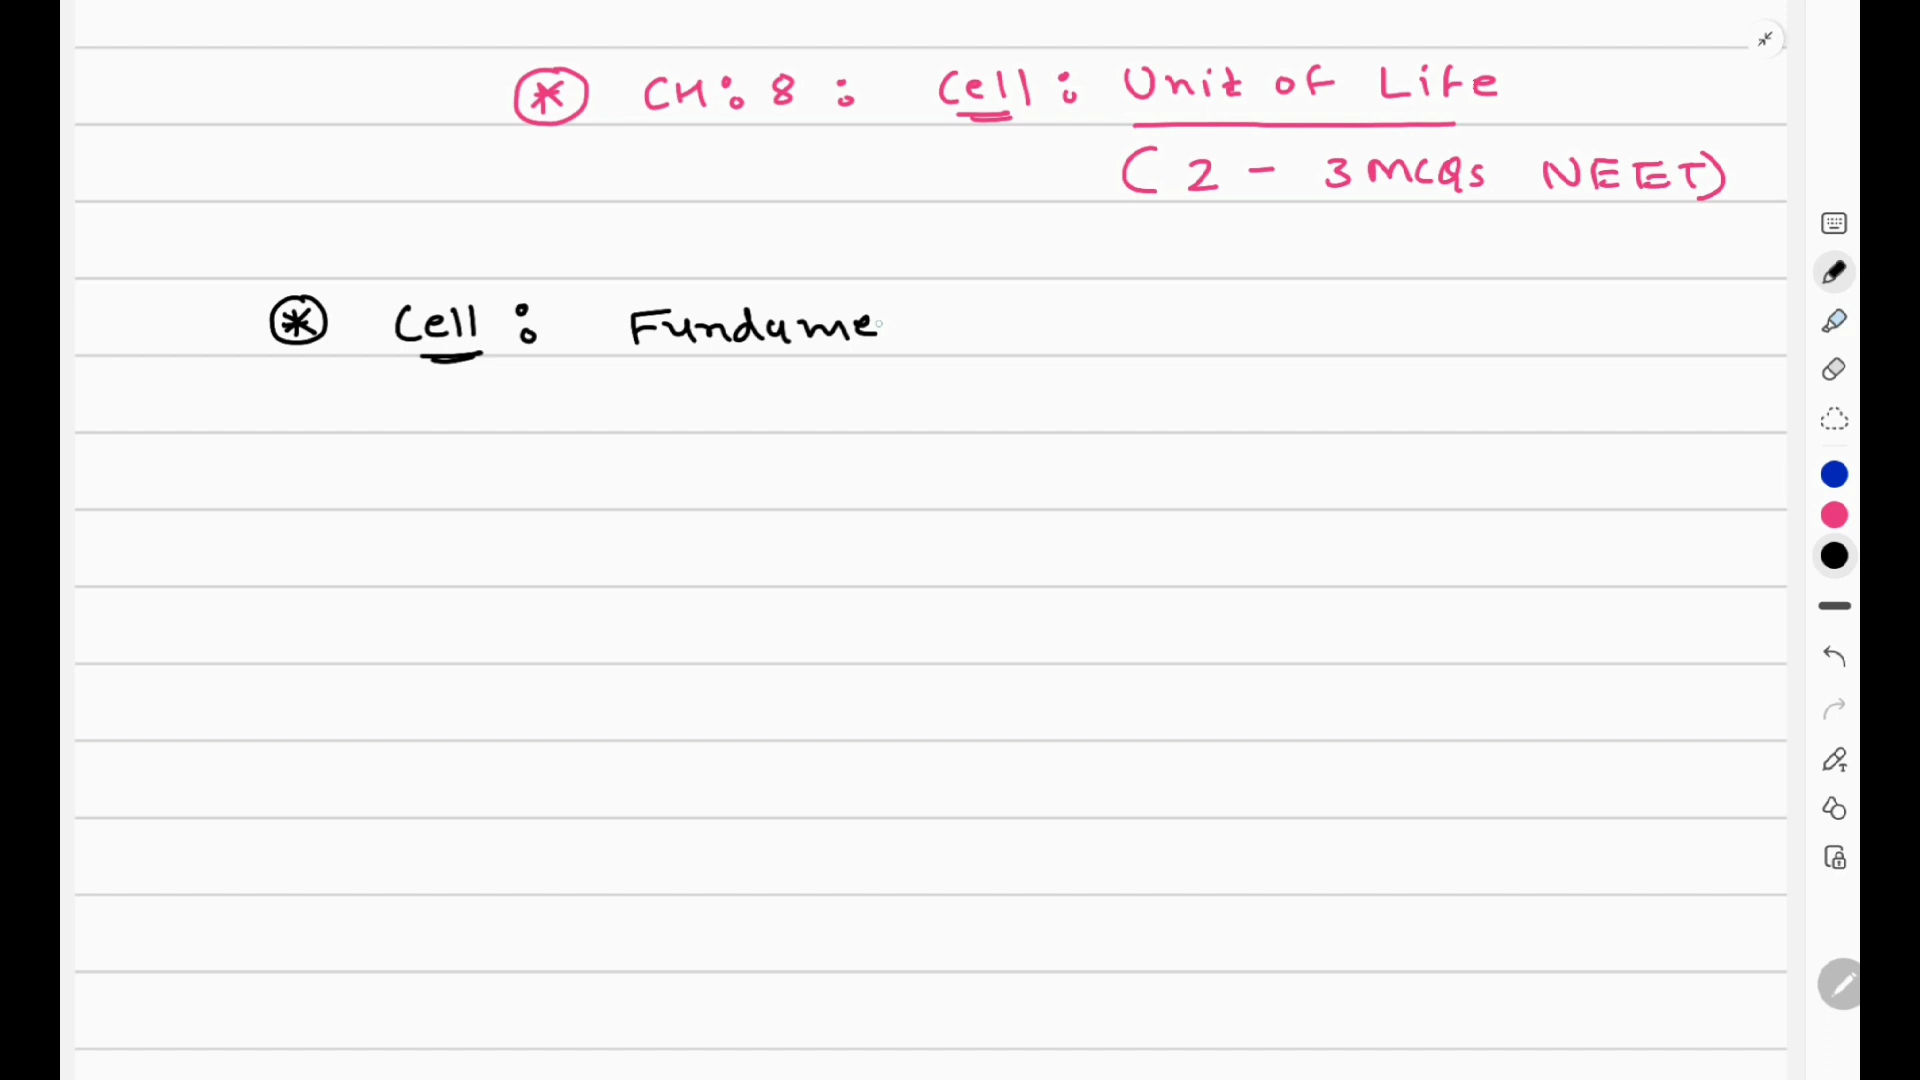 * CH: 8 : Cell: Unit of Life
(2 - 3 MCQs NEET)
* Cell : Fundame